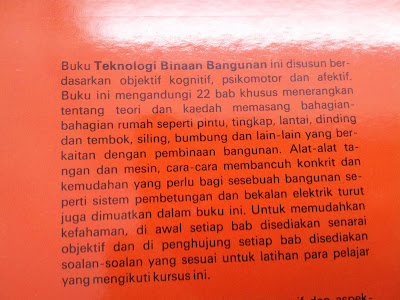 Buku Teknologi Binaan Bangunan ini disusun ber-
dasarkan objektif kognitif, psikomotor dan afektif.
Buku ini mengandungi 22 bab khusus menerangkan
tentang teori dan kaedah memasang bahagian-
bahagian rumah seperti pintu, tingkap, lantai, dinding
dan tembok, siling, bumbung dan lain-lain yang ber-
kaitan dengan pembinaan bangunan. Alat-alat ta-
ngan dan mesin, cara-cara membancuh konkrit dan
kemudahan yang perlu bagi sesebuah bangunan se-
perti sistem pembetungan dan bekalan elektrik turut
juga dimuatkan dalam buku ini. Untuk memudahkan
kefahaman, di awal setiap bab disediakan senarai
objektif dan di penghujung setiap bab disediakan
soalan-soalan yang sesuai untuk latihan para pelajar
yang mengikuti kursus ini.
dan aspek-